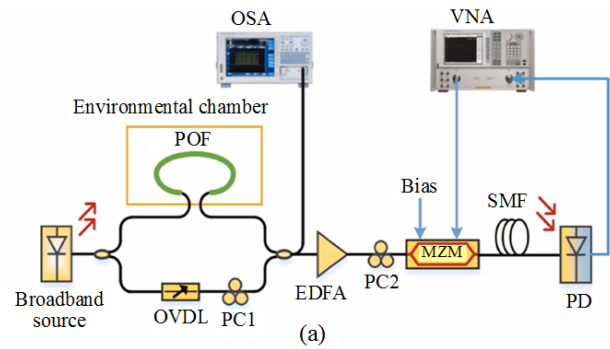 OSA
VNA
Environmental chamber
POF
Bias
SMF
MZM
Broadband
source
OVDL
PC1
EDFA
PC2
PD
(a)